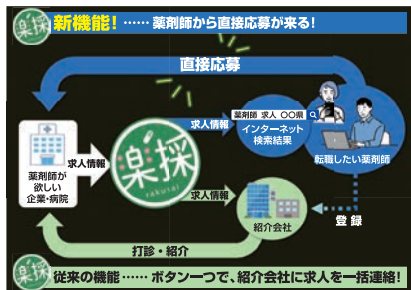 楽採
新機能! …… 薬剤師から直接応募が来る!
直接応募
求人情報
薬剤師 求人 〇〇県
インターネット
検索結果
転職したい薬剤師
薬剤師が
欲しい
企業・病院
求人情報
楽採
rakusai
求人情報
紹介会社
登録
打診・紹介
楽採
従来の機能 …… ボタン一つで、紹介会社に求人を一括連絡!